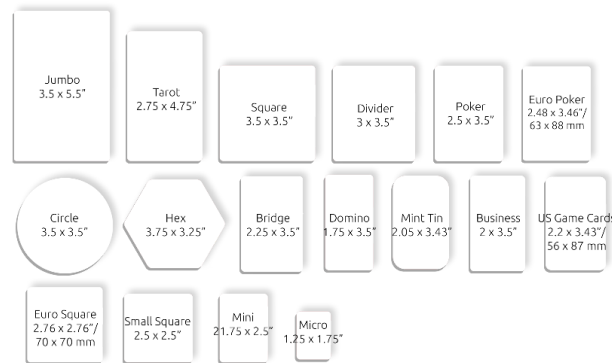 Jumbo
3.5 x 5.5"
Tarot
2.75 x 4.75”
Square
3.5 x 3.5”
Divider
3 x 3.5”
Poker
2.5 x 3.5”
Euro Poker
2.48 x 3.46”/
63 x 88 mm
Circle
3.5 x 3.5”
Hex
3.75 x 3.25”
Bridge
2.25 x 3.5”
Domino
1.75 x 3.5”
Mint Tin
2.05 x 3.43”
Business
2 x 3.5”
US Game Cards
2.2 x 3.43”/
56 x 87 mm
Euro Square
2.76 x 2.76”/
70 x 70 mm
Small Square
2.5 x 2.5”
Mini
21.75 x 2.5”
Micro
1.25 x 1.75”